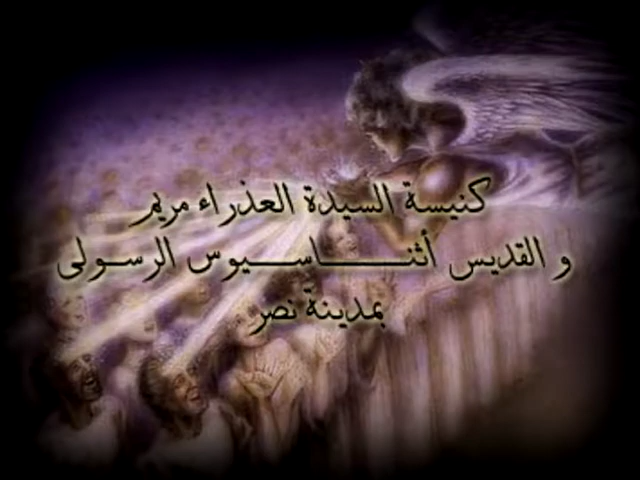 كنيسة السيدة العذراء مريم
و القديس أثناسيوس الرسولى
بمدينة نصر